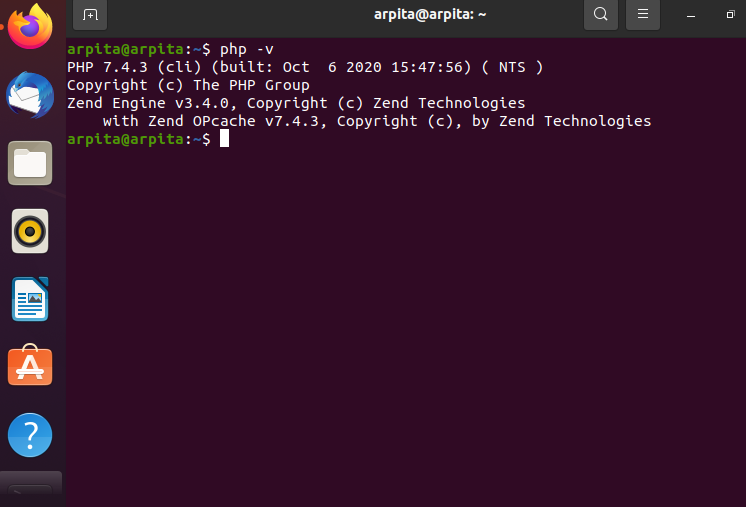 arpita@arpita: ~
arpita@arpita:~$ php -v
PHP 7.4.3 (cli) (built: Oct  6 2020 15:47:56) ( NTS )
Copyright (c) The PHP Group
Zend Engine v3.4.0, Copyright (c) Zend Technologies
    with Zend OPcache v7.4.3, Copyright (c), by Zend Technologies
arpita@arpita:~$